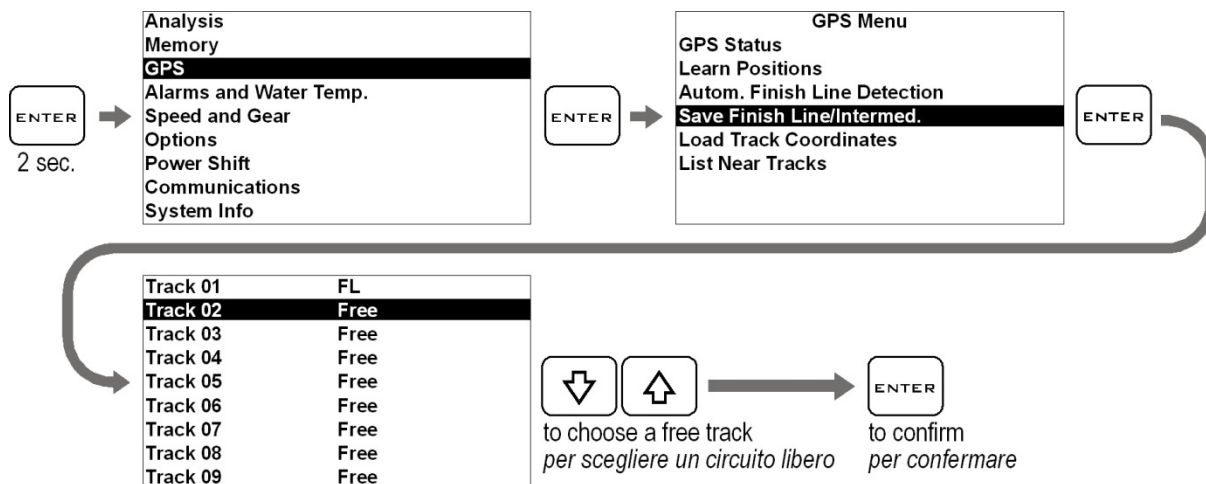 ENTER
2 sec.
Analysis
Memory
GPS
Alarms and Water Temp.
Speed and Gear
Options
Power Shift
Communications
System Info
ENTER
GPS Menu
GPS Status
Learn Positions
Autom. Finish Line Detection
Save Finish Line/Intermed.
Load Track Coordinates
List Near Tracks
ENTER
Track 01 FL
Track 02 Free
Track 03 Free
Track 04 Free
Track 05 Free
Track 06 Free
Track 07 Free
Track 08 Free
Track 09 Free
to choose a free track
per scegliere un circuito libero
ENTER
to confirm
per confermare